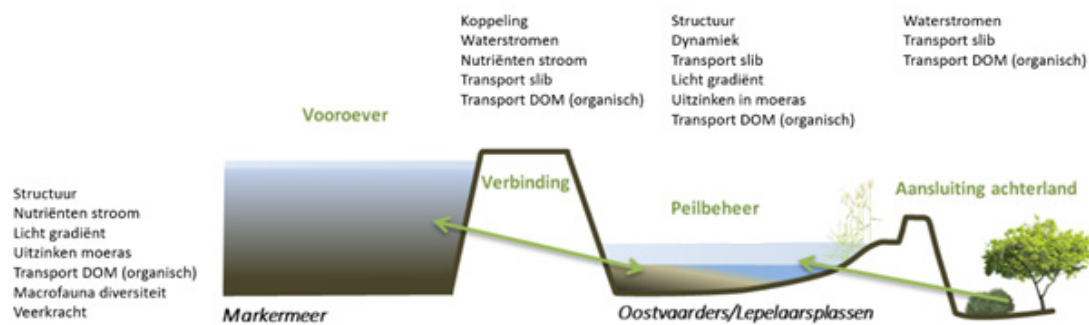 Koppeling
Waterstromen
Nutriënten stroom
Transport slib
Transport DOM (organisch)
Structuur
Dynamiek
Transport slib
Licht gradiënt
Uitzinken in moeras
Transport DOM (organisch)
Waterstromen
Transport slib
Transport DOM (organisch)
Vooroever
Verbinding
Peilbeheer
Aansluiting achterland
Structuur
Nutriënten stroom
Licht gradiënt
Uitzinken moeras
Transport DOM (organisch)
Macrofauna diversiteit
Veerkracht
Markermeer
Oostvaarders/Lepelaarsplassen